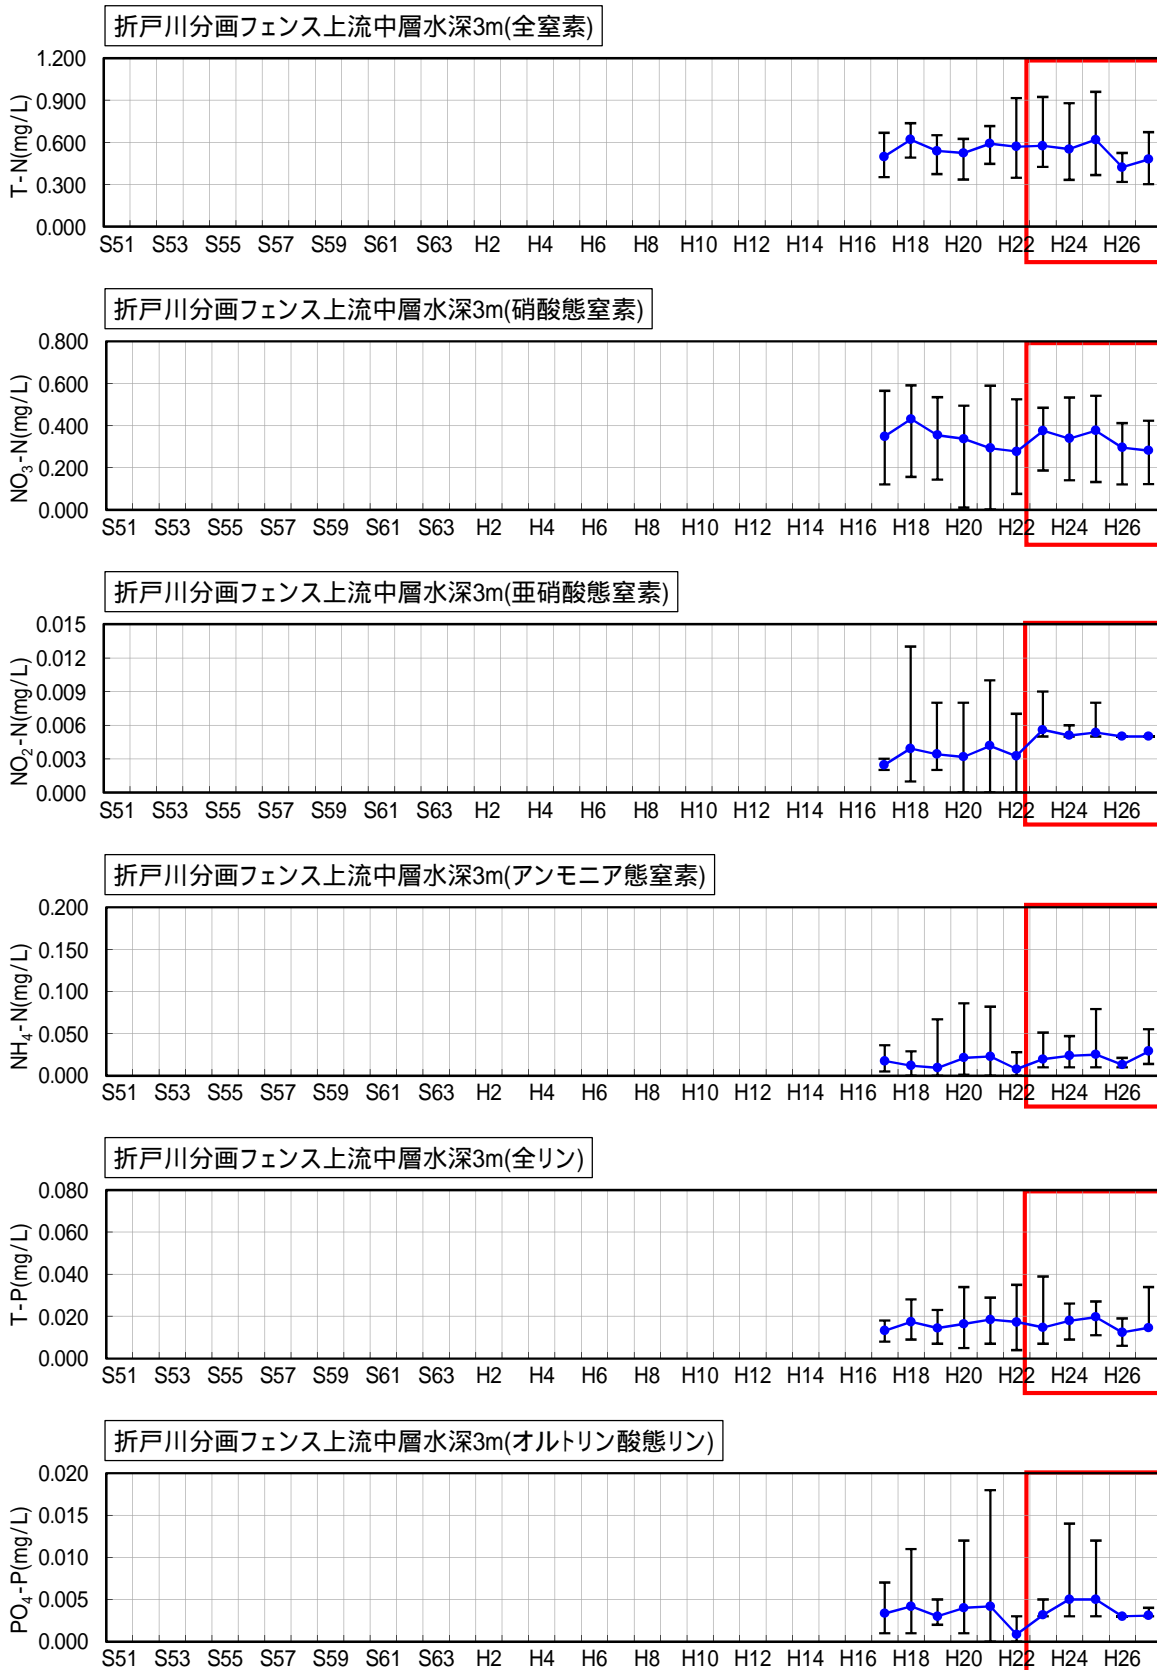 折戸川分画フェンス上流中層水深3m(全窒素)
T-N(mg/L)
1.200
0.900
0.600
0.300
0.000
S51 S53 S55 S57 S59 S61 S63 H2 H4 H6 H8 H10 H12 H14 H16 H18 H20 H22 H24 H26
折戸川分画フェンス上流中層水深3m(硝酸態窒素)
NO₃-N(mg/L)
0.800
0.600
0.400
0.200
0.000
S51 S53 S55 S57 S59 S61 S63 H2 H4 H6 H8 H10 H12 H14 H16 H18 H20 H22 H24 H26
折戸川分画フェンス上流中層水深3m(亜硝酸態窒素)
NO₂-N(mg/L)
0.015
0.012
0.009
0.006
0.003
0.000
S51 S53 S55 S57 S59 S61 S63 H2 H4 H6 H8 H10 H12 H14 H16 H18 H20 H22 H24 H26
折戸川分画フェンス上流中層水深3m(アンモニア態窒素)
NH₄-N(mg/L)
0.200
0.150
0.100
0.050
0.000
S51 S53 S55 S57 S59 S61 S63 H2 H4 H6 H8 H10 H12 H14 H16 H18 H20 H22 H24 H26
折戸川分画フェンス上流中層水深3m(全リン)
T-P(mg/L)
0.080
0.060
0.040
0.020
0.000
S51 S53 S55 S57 S59 S61 S63 H2 H4 H6 H8 H10 H12 H14 H16 H18 H20 H22 H24 H26
折戸川分画フェンス上流中層水深3m(オルトリン酸態リン)
PO₄-P(mg/L)
0.020
0.015
0.010
0.005
0.000
S51 S53 S55 S57 S59 S61 S63 H2 H4 H6 H8 H10 H12 H14 H16 H18 H20 H22 H24 H26